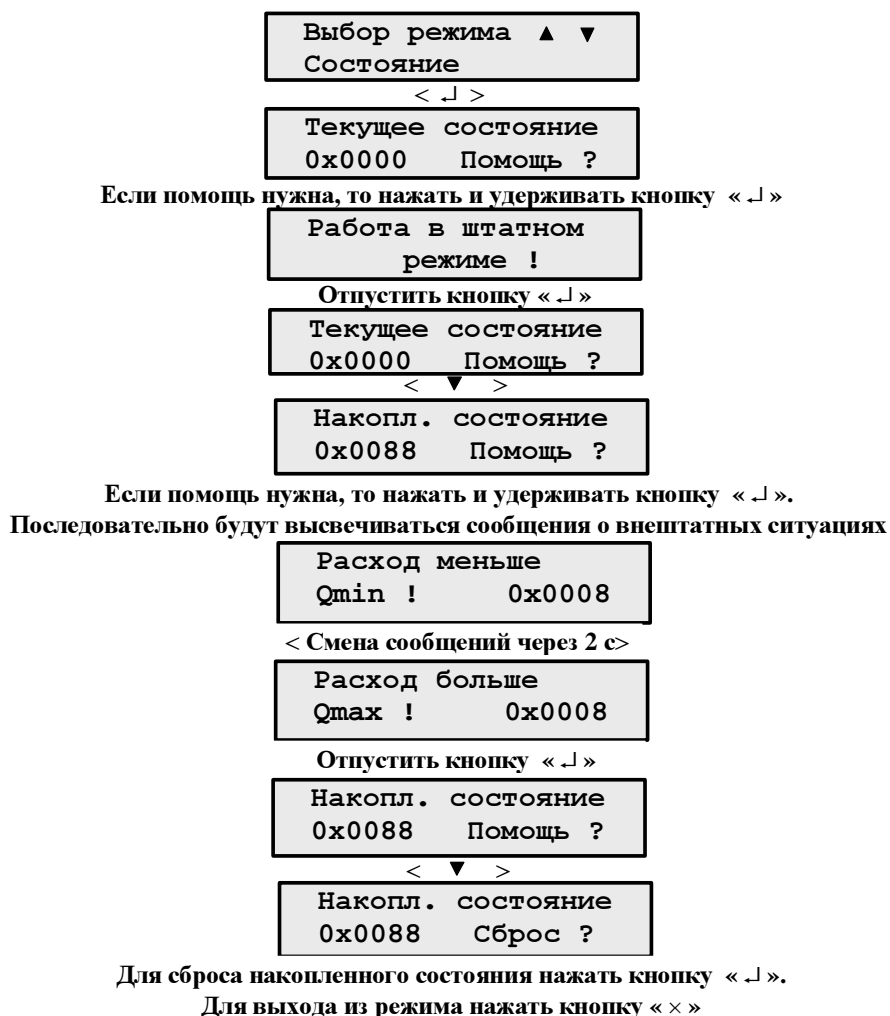 Выбор режима ▲ ▼
Состояние
< ↵ >
Текущее состояние
0x0000 Помощь ?
Если помощь нужна, то нажать и удерживать кнопку « ↵ »
Работа в штатном
режиме !
Отпустить кнопку « ↵ »
Текущее состояние
0x0000 Помощь ?
< ▼ >
Накопл. состояние
0x0088 Помощь ?
Если помощь нужна, то нажать и удерживать кнопку « ↵ ».
Последовательно будут высвечиваться сообщения о внештатных ситуациях
Расход меньше
Qmin ! 0x0008
< Смена сообщений через 2 с>
Расход больше
Qmax ! 0x0008
Отпустить кнопку « ↵ »
Накопл. состояние
0x0088 Помощь ?
< ▼ >
Накопл. состояние
0x0088 Сброс ?
Для сброса накопленного состояния нажать кнопку « ↵ ».
Для выхода из режима нажать кнопку « × »